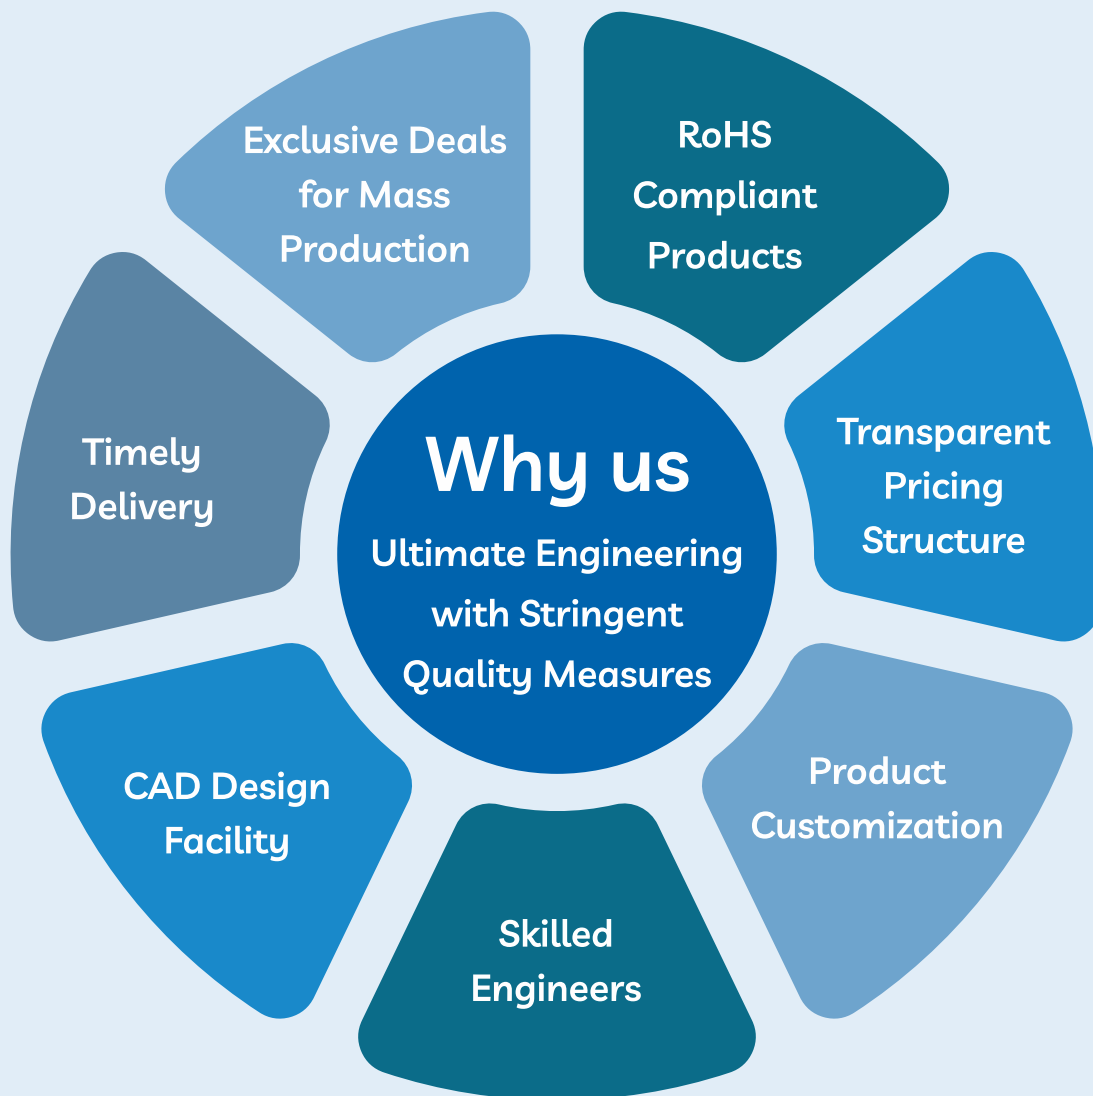 Exclusive Deals
for Mass
Production
RoHS
Compliant
Products
Transparent
Pricing
Structure
Product
Customization
Skilled
Engineers
CAD Design
Facility
Timely
Delivery
Why us
Ultimate Engineering
with Stringent
Quality Measures